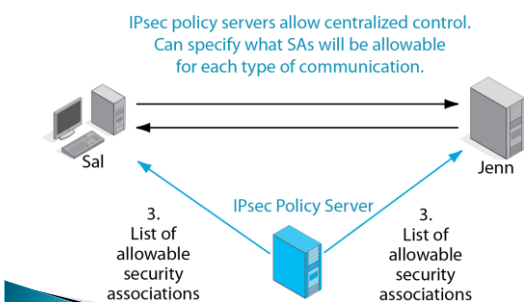 IPsec policy servers allow centralized control.
Can specify what SAs will be allowable
for each type of communication.
Sal
Jenn
IPsec Policy Server
3.
List of
allowable
security
associations
3.
List of
allowable
security
associations